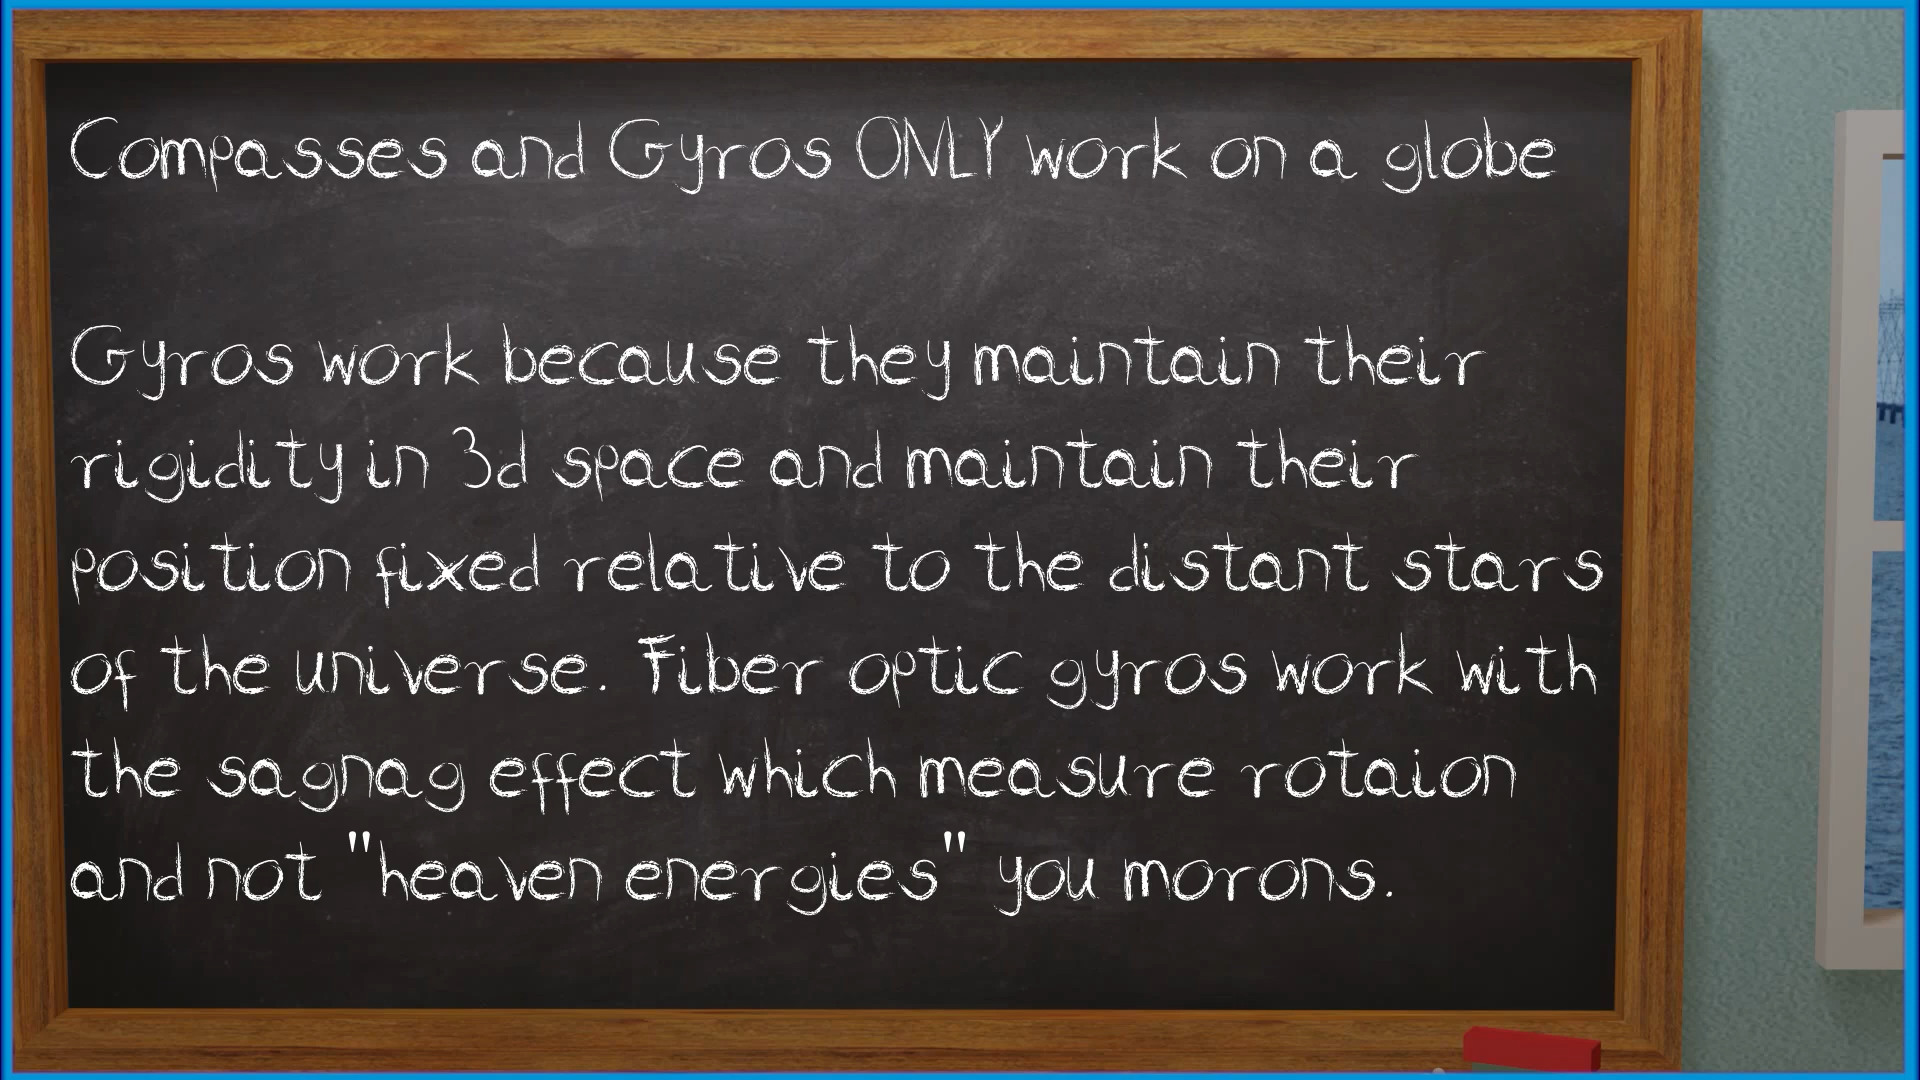 Compasses and Gyros ONLY work on a globe
Gyros work because they maintain their
rigidity in 3d space and maintain their
position fixed relative to the distant stars
of the universe. Fiber optic gyros work with
the sagnag effect which measure rotaion
and not "heaven energies" you morons.